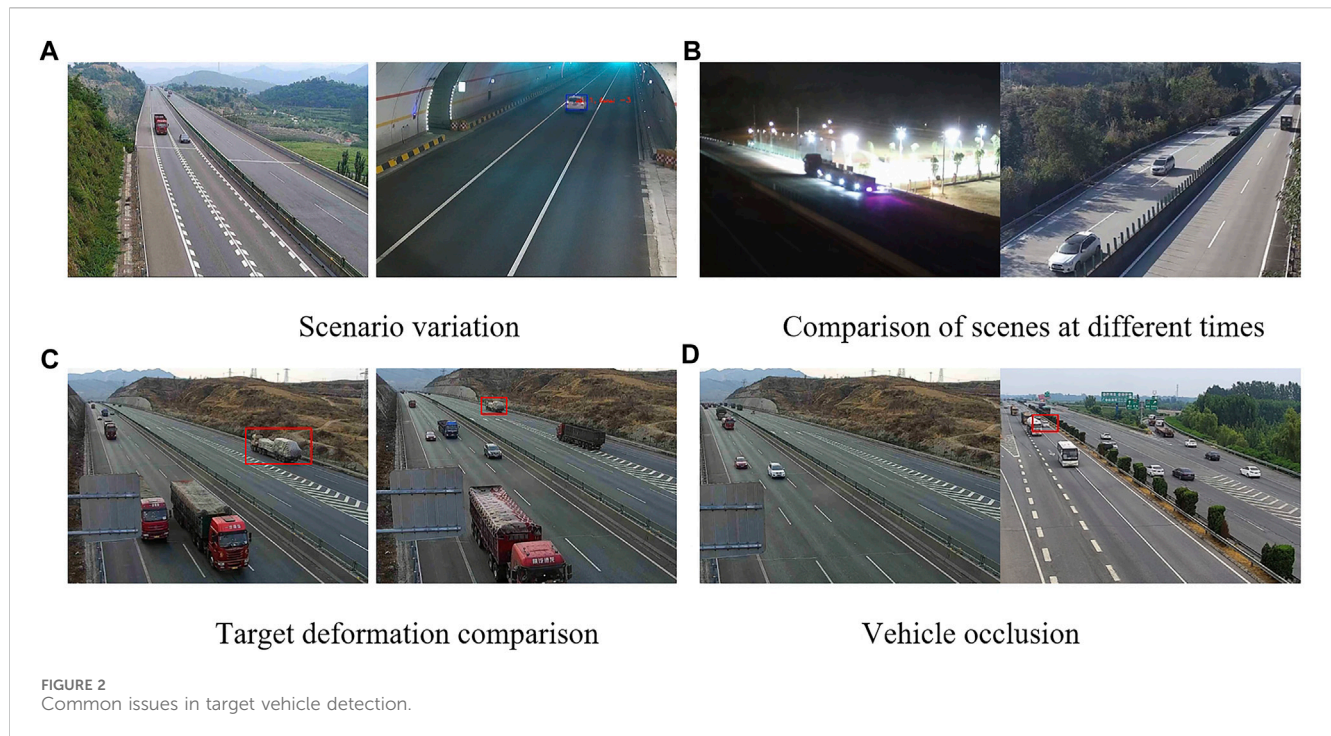 A
B
Scenario variation
Comparison of scenes at different times
C
D
Target deformation comparison
Vehicle occlusion
FIGURE 2
Common issues in target vehicle detection.